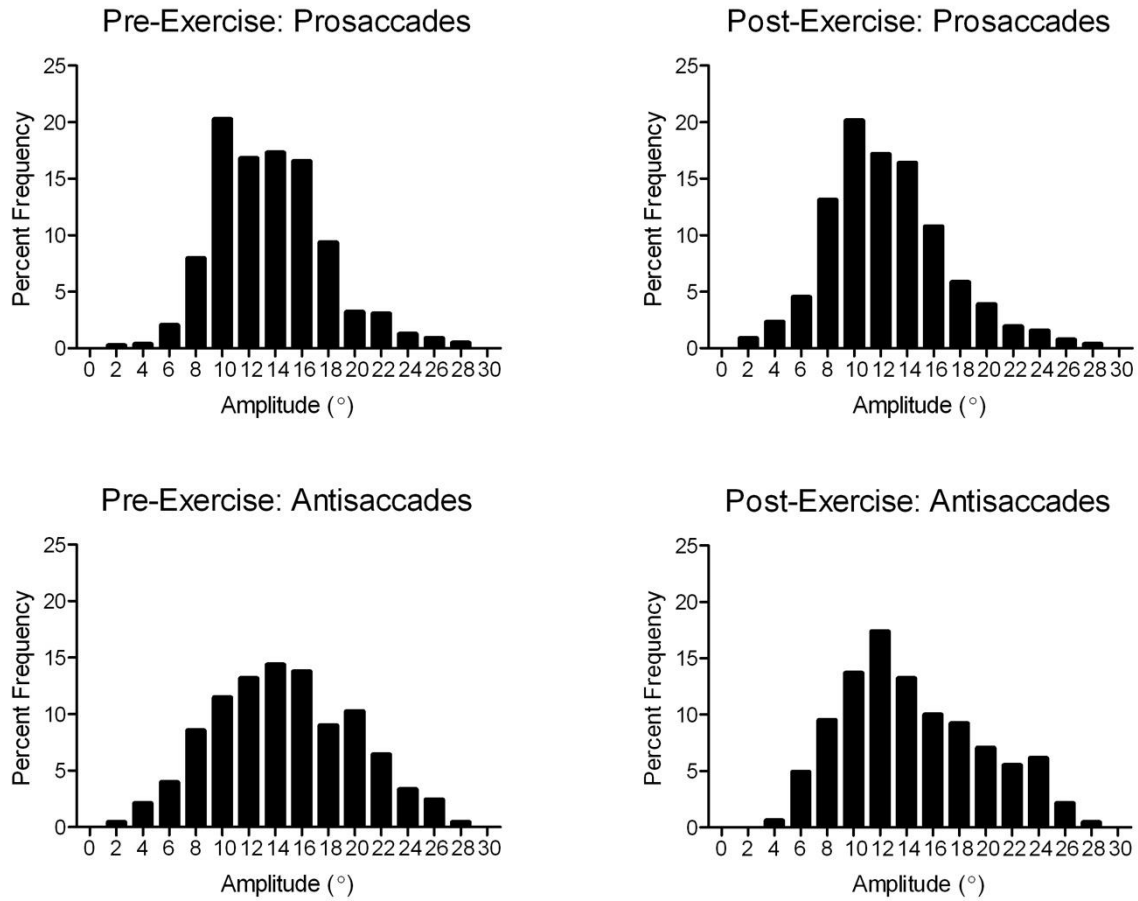 Pre-Exercise: Prosaccades
Percent Frequency
25
20
15
10
5
0
0 2 4 6 8 10 12 14 16 18 20 22 24 26 28 30
Amplitude (°)
Post-Exercise: Prosaccades
Percent Frequency
25
20
15
10
5
0
0 2 4 6 8 10 12 14 16 18 20 22 24 26 28 30
Amplitude (°)
Pre-Exercise: Antisaccades
Percent Frequency
25
20
15
10
5
0
0 2 4 6 8 10 12 14 16 18 20 22 24 26 28 30
Amplitude (°)
Post-Exercise: Antisaccades
Percent Frequency
25
20
15
10
5
0
0 2 4 6 8 10 12 14 16 18 20 22 24 26 28 30
Amplitude (°)